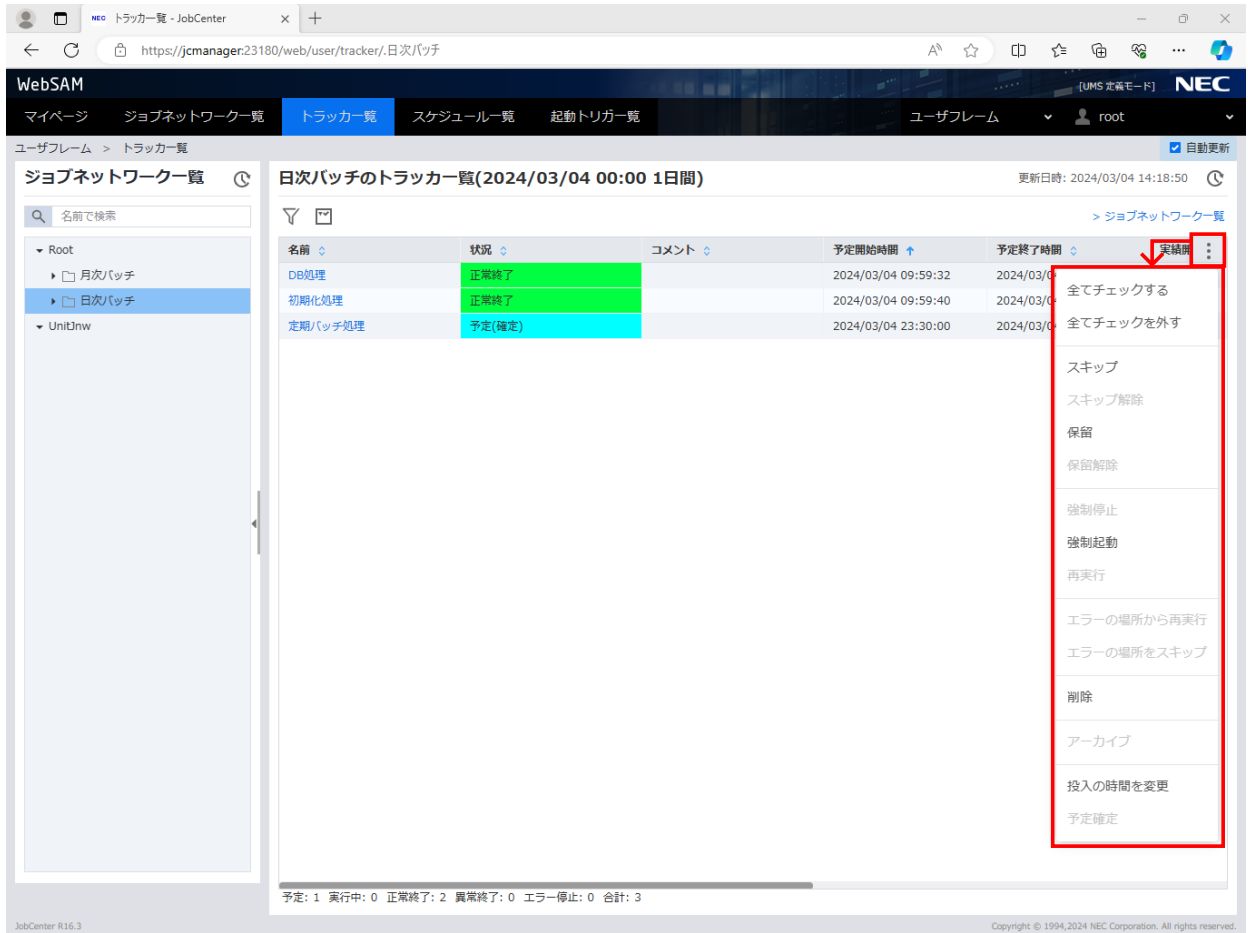 NEC トラッカ一覧 - JobCenter
https://jcmanager:23180/web/user/tracker/.日次バッチ
WebSAM [UMS 定義モード] NEC
マイページ ジョブネットワーク一覧 トラッカ一覧 スケジュール一覧 起動トリガ一覧 ユーザフレーム root
ユーザフレーム > トラッカ一覧 自動更新
ジョブネットワーク一覧 日次バッチのトラッカ一覧(2024/03/04 00:00 1日間) 更新日時: 2024/03/04 14:18:50
名前で検索 > ジョブネットワーク一覧
Root
月次バッチ
日次バッチ
UnitJnw
名前 状況 コメント 予定開始時間 予定終了時間 実績開
DB処理 正常終了 2024/03/04 09:59:32 2024/03/0
初期化処理 正常終了 2024/03/04 09:59:40 2024/03/0
定期バッチ処理 予定(確定) 2024/03/04 23:30:00 2024/03/0
全てチェックする
全てチェックを外す
スキップ
スキップ解除
保留
保留解除
強制停止
強制起動
再実行
エラーの場所から再実行
エラーの場所をスキップ
削除
アーカイブ
投入の時間を変更
予定確定
予定: 1 実行中: 0 正常終了: 2 異常終了: 0 エラー停止: 0 合計: 3
JobCenter R16.3 Copyright © 1994,2024 NEC Corporation. All rights reserved.